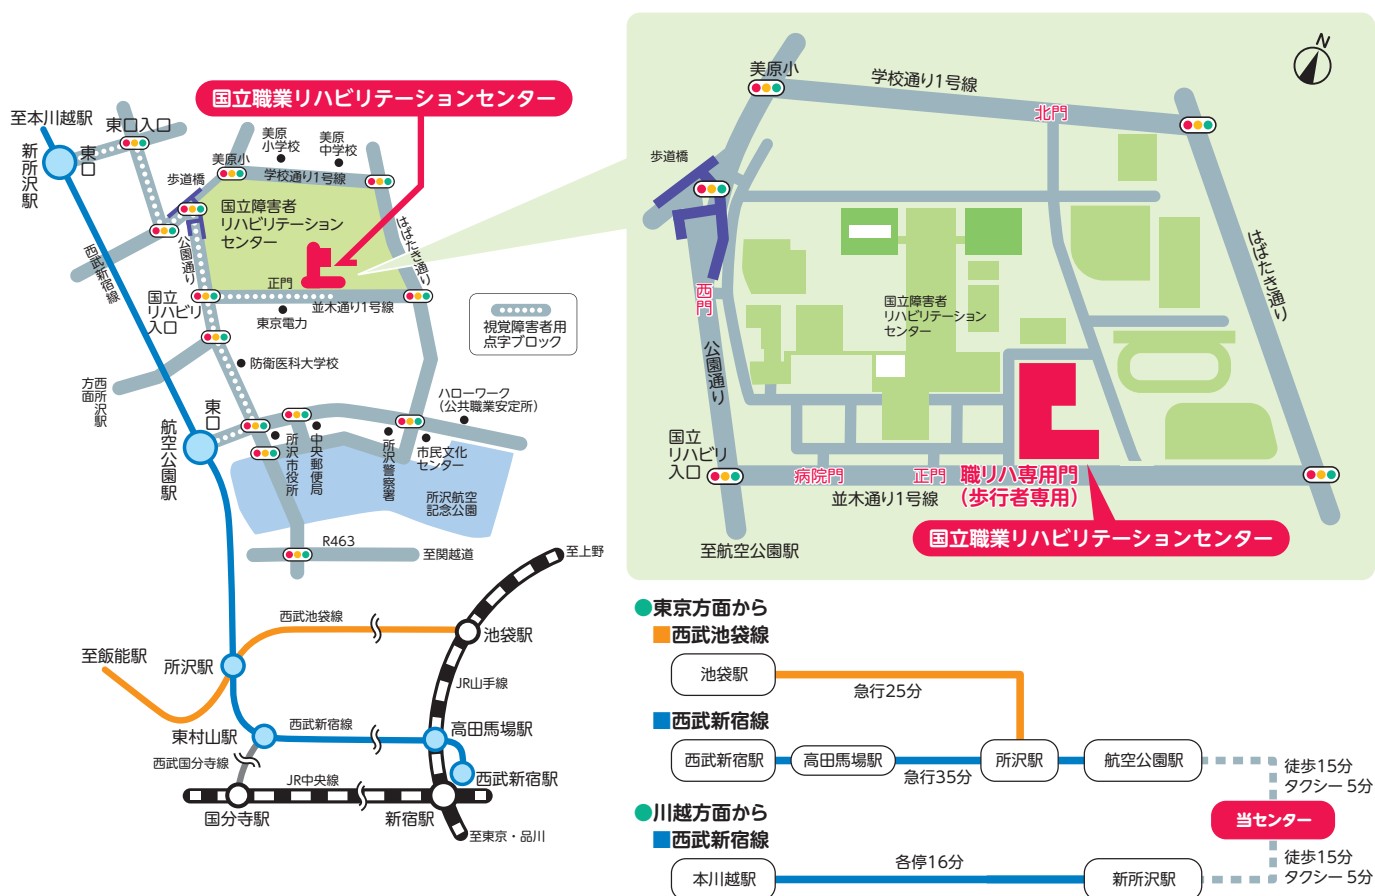 国立職業リハビリテーションセンター
至本川越駅
東口入口
新所沢駅
東口
美原小学校
美原中学校
美原小
学校通り1号線
歩道橋
国立障害者
リハビリテーション
センター
公園通り
はばたき通り
西武新宿線
正門
国立
リハビリ
入口
並木通り1号線
東京電力
視覚障害者用
点字ブロック
防衛医科大学校
西所沢駅
方面
東口
航空公園駅
ハローワーク
(公共職業安定所)
所沢市役所
中央郵便局
所沢警察署
市民文化
センター
所沢航空
記念公園
R463
至関越道
至上野
西武池袋線
池袋駅
至飯能駅
所沢駅
JR山手線
東村山駅
西武新宿線
高田馬場駅
西武国分寺線
西武新宿駅
JR中央線
国分寺駅
新宿駅
至東京・品川
N
美原小
学校通り1号線
北門
歩道橋
はばたき通り
西門
国立障害者
リハビリテーション
センター
公園通り
国立
リハビリ
入口
病院門
正門
職リハ専用門
(歩行者専用)
並木通り1号線
国立職業リハビリテーションセンター
至航空公園駅
●東京方面から
■西武池袋線
池袋駅
急行25分
■西武新宿線
西武新宿駅
高田馬場駅
急行35分
所沢駅
航空公園駅
徒歩15分
タクシー 5分
当センター
●川越方面から
■西武新宿線
本川越駅
各停16分
新所沢駅
徒歩15分
タクシー 5分